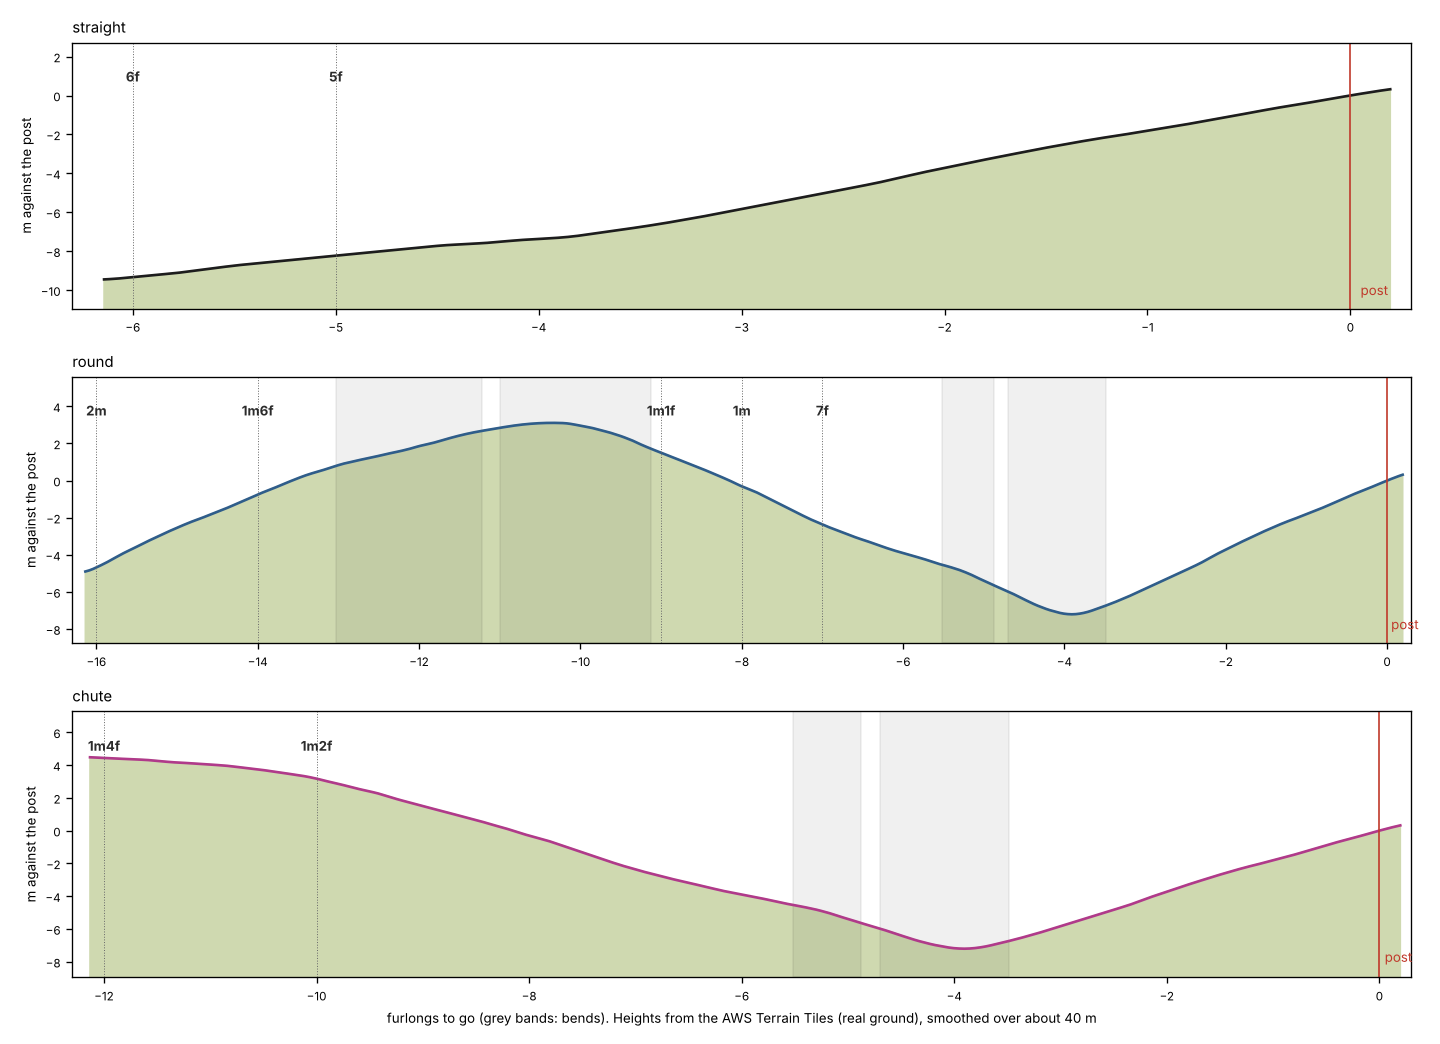 straight
m against the post
2
0
−2
−4
−6
−8
−10
6f
5f
post
−6
−5
−4
−3
−2
−1
0
round
m against the post
4
2
0
−2
−4
−6
−8
2m
1m6f
1m1f
1m
7f
post
−16
−14
−12
−10
−8
−6
−4
−2
0
chute
m against the post
6
4
2
0
−2
−4
−6
−8
1m4f
1m2f
post
−12
−10
−8
−6
−4
−2
0
furlongs to go (grey bands: bends). Heights from the AWS Terrain Tiles (real ground), smoothed over about 40 m